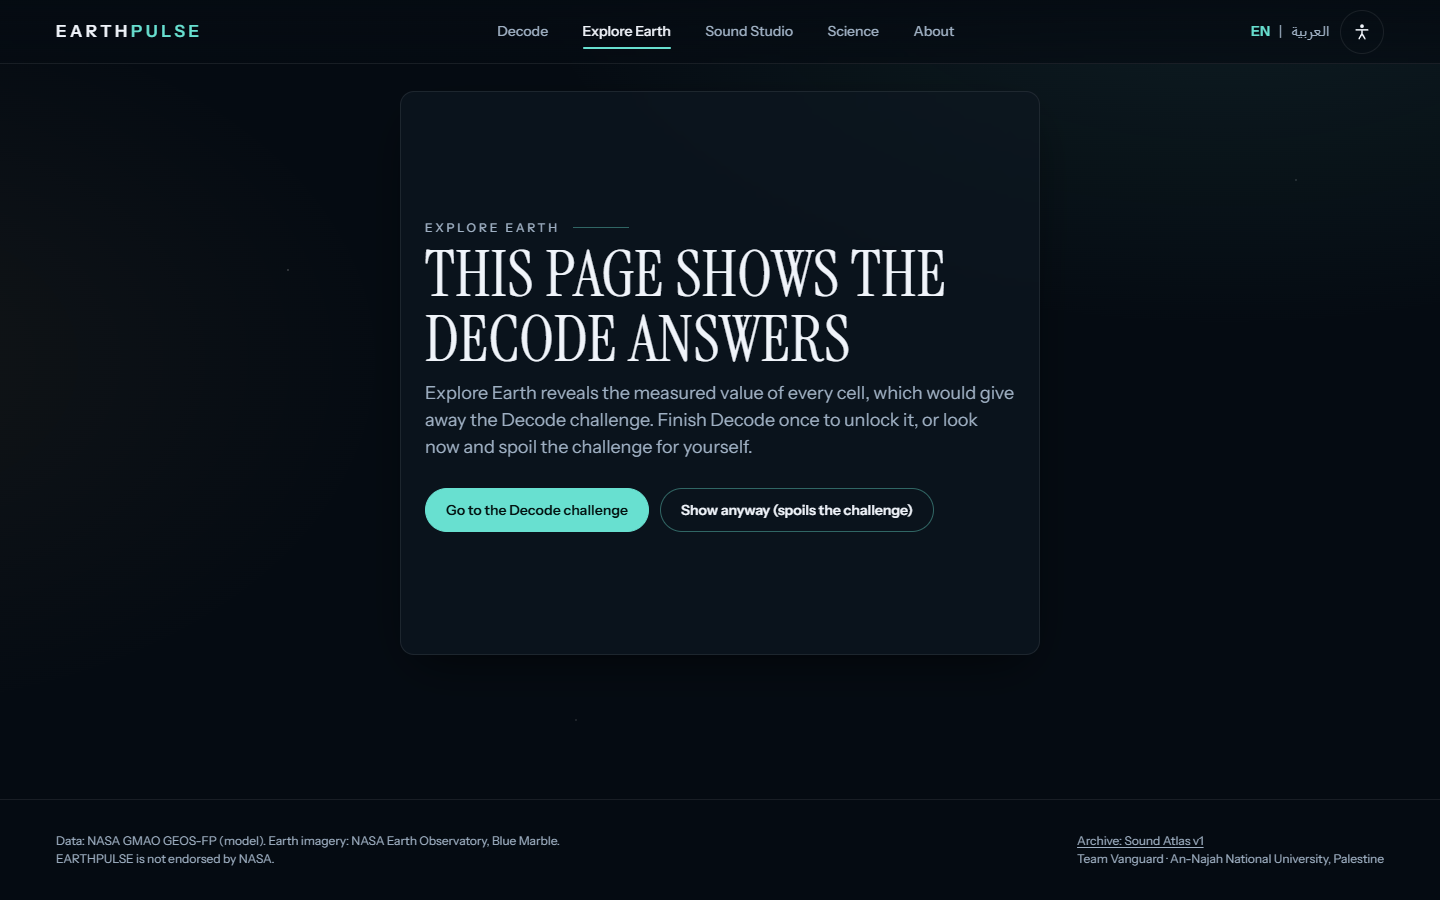 EARTHPULSE
Decode
Explore Earth
Sound Studio
Science
About
EN | العربية
EXPLORE EARTH
THIS PAGE SHOWS THE
DECODE ANSWERS
Explore Earth reveals the measured value of every cell, which would give
away the Decode challenge. Finish Decode once to unlock it, or look
now and spoil the challenge for yourself.
Go to the Decode challenge
Show anyway (spoils the challenge)
Data: NASA GMAO GEOS-FP (model). Earth imagery: NASA Earth Observatory, Blue Marble.
EARTHPULSE is not endorsed by NASA.
Archive: Sound Atlas v1
Team Vanguard · An-Najah National University, Palestine